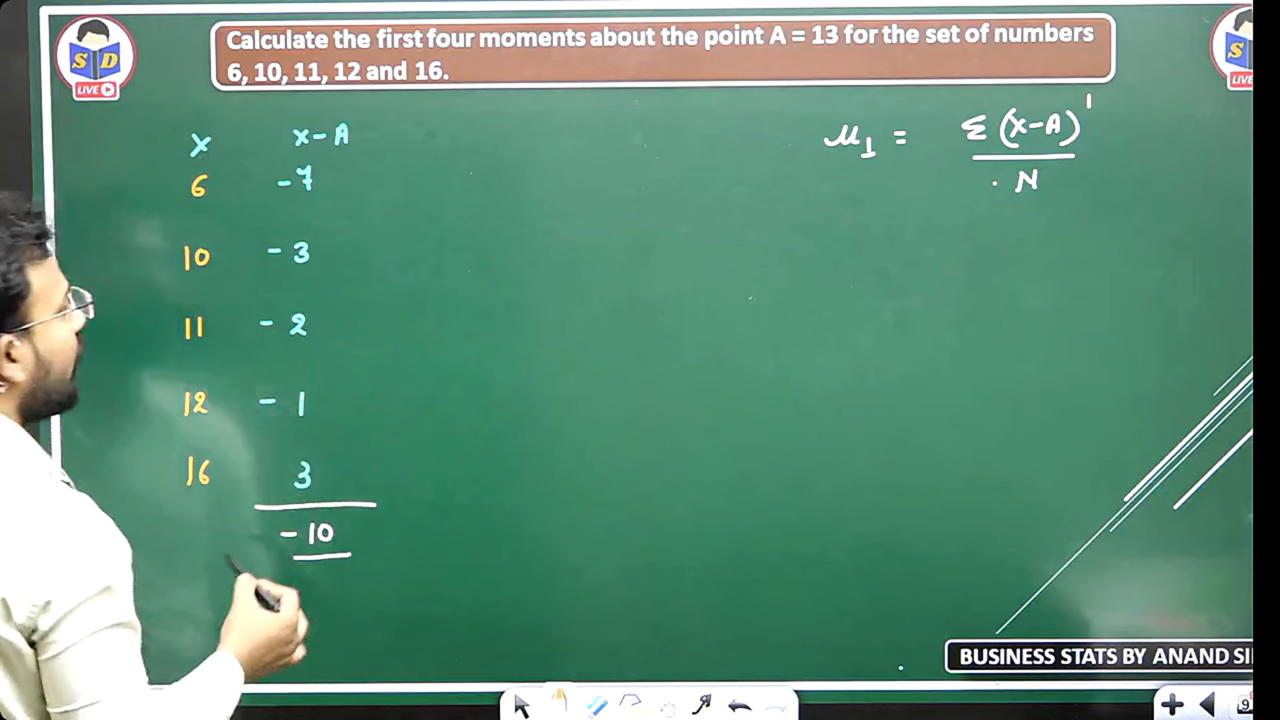 Calculate the first four moments about the point A = 13 for the set of numbers
6, 10, 11, 12 and 16.
S D
LIVE
S
LIV
x x - A
6 - 7
10 - 3
11 - 2
12 - 1
16 3
- 10
μ₁ = Σ (x-A)¹
N
BUSINESS STATS BY ANAND SI
9